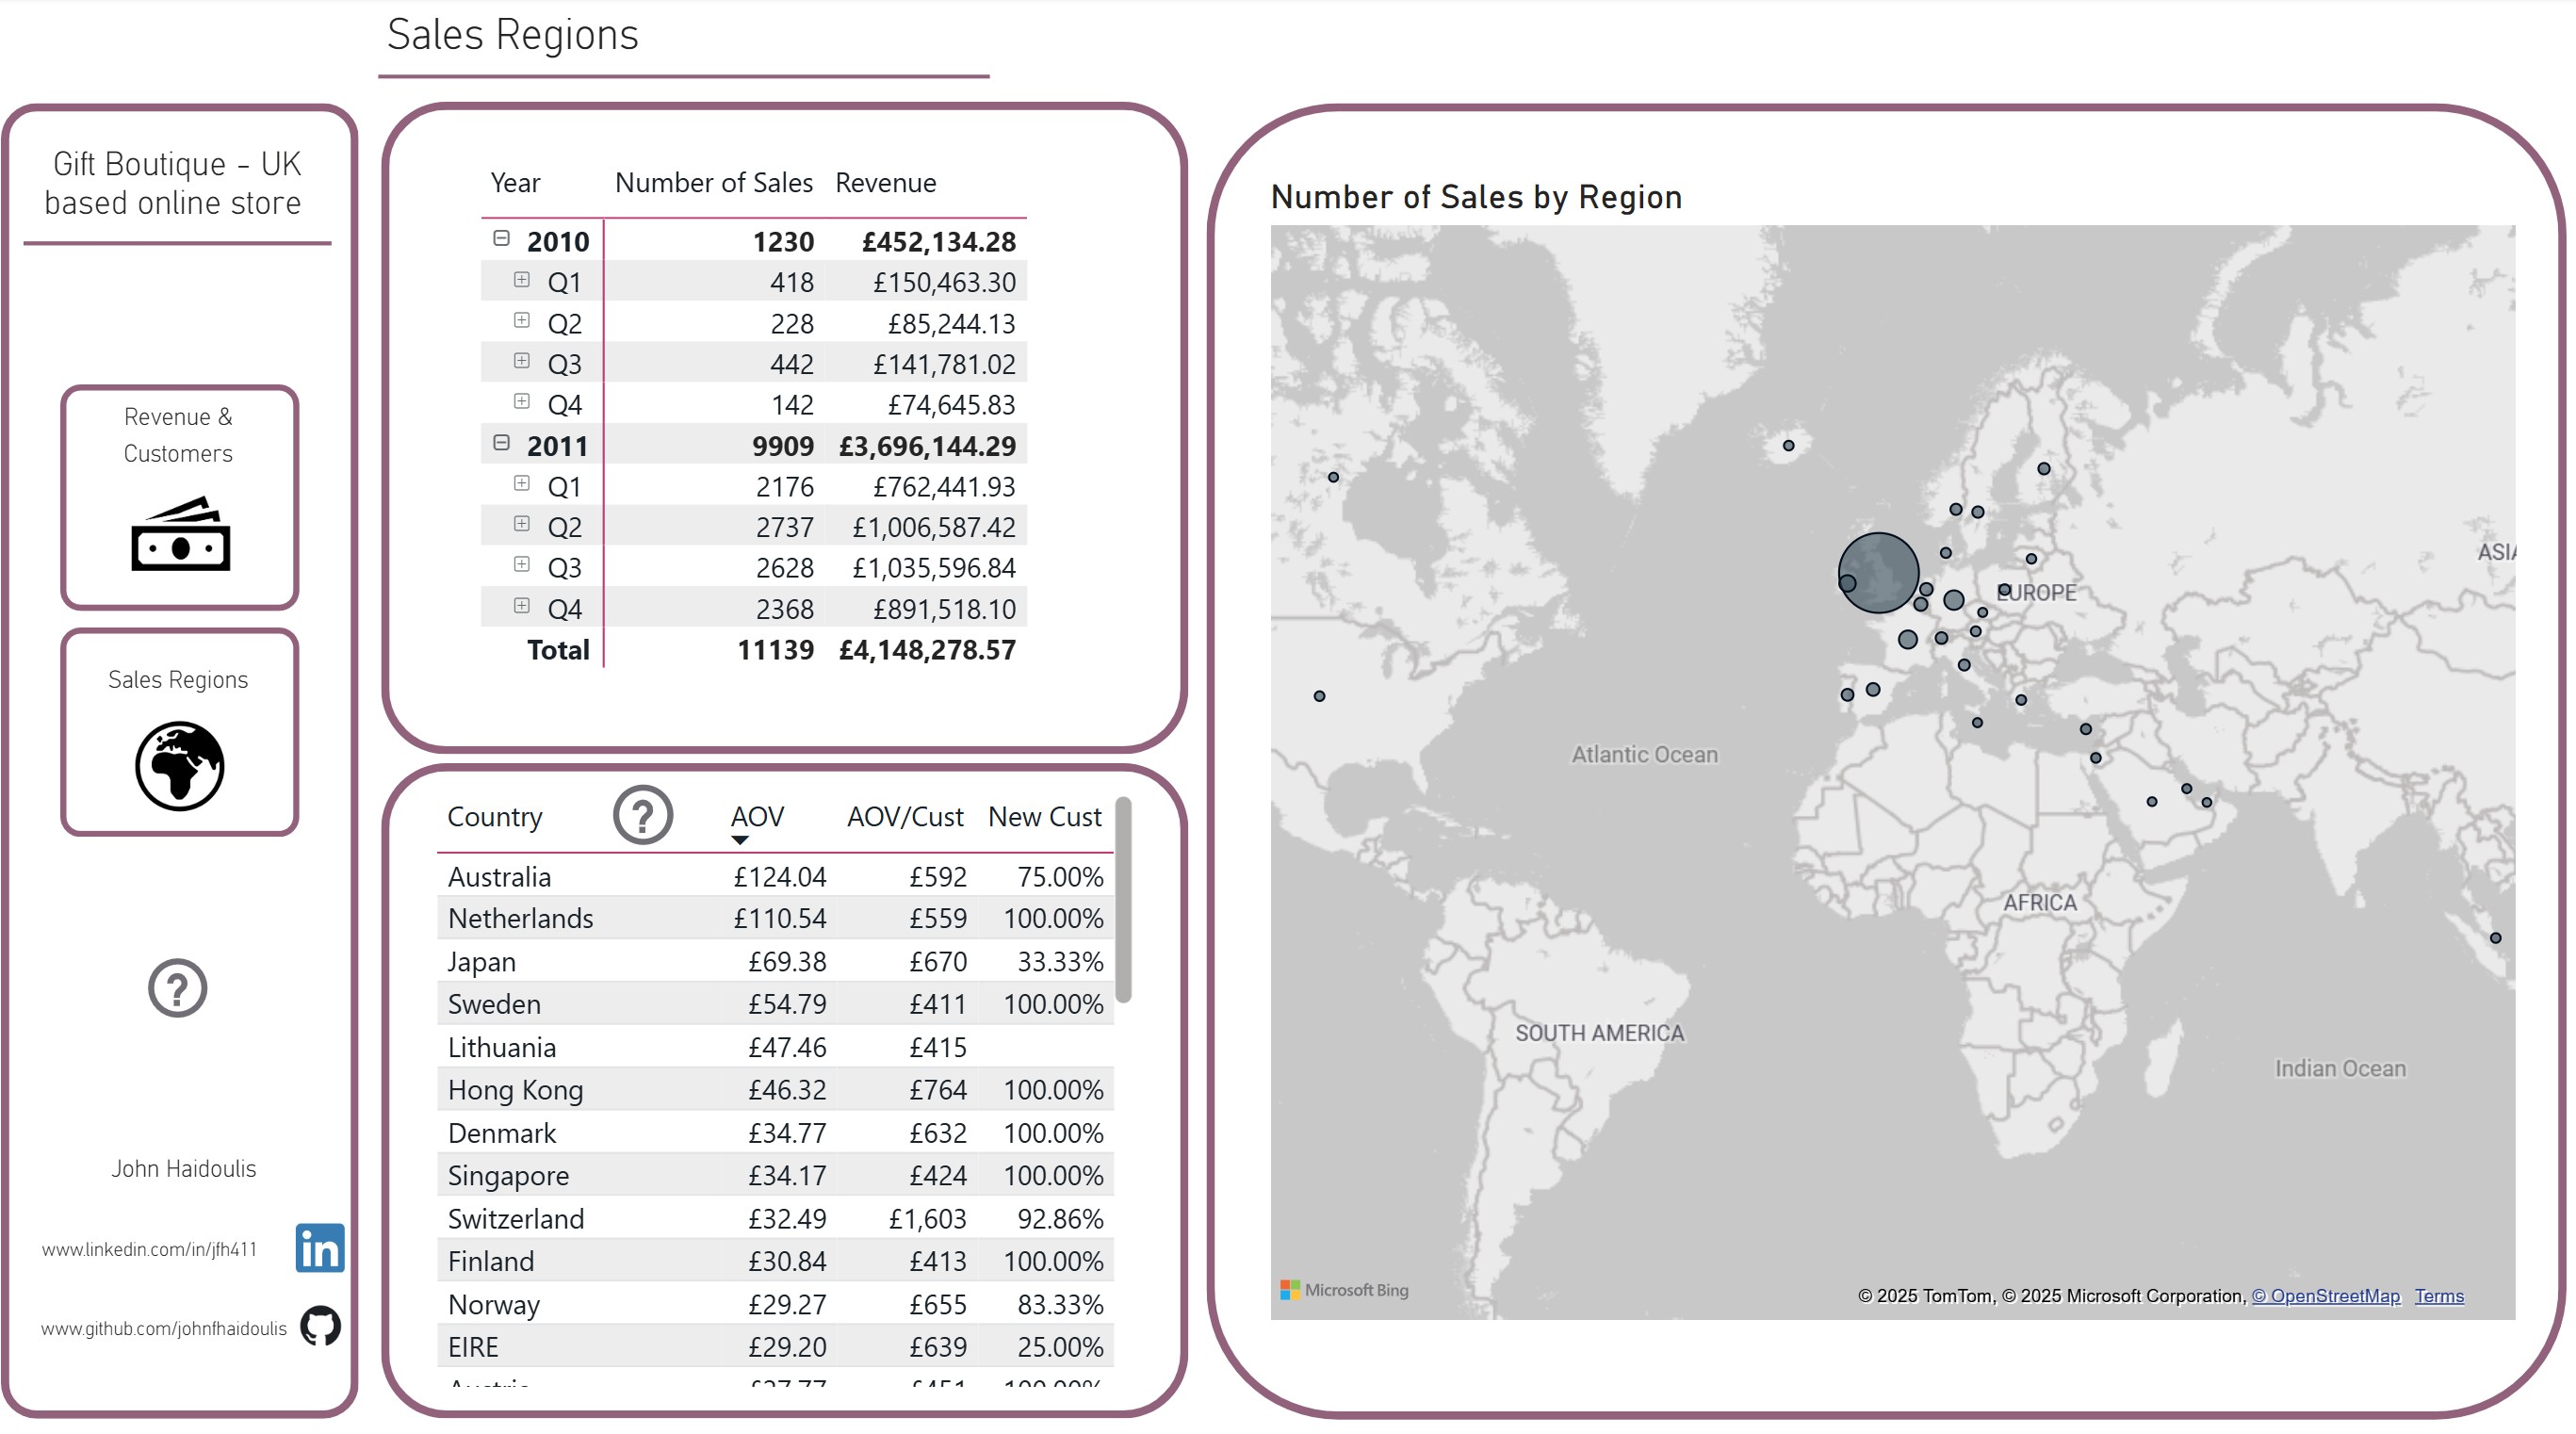 Sales Regions
Gift Boutique - UK
based online store
Revenue &
Customers
Sales Regions
?
John Haidoulis
www.linkedin.com/in/jfh411
in
www.github.com/johnfhaidoulis
Year Number of Sales Revenue
2010 1230 £452,134.28
Q1 418 £150,463.30
Q2 228 £85,244.13
Q3 442 £141,781.02
Q4 142 £74,645.83
2011 9909 £3,696,144.29
Q1 2176 £762,441.93
Q2 2737 £1,006,587.42
Q3 2628 £1,035,596.84
Q4 2368 £891,518.10
Total 11139 £4,148,278.57
Country ? AOV AOV/Cust New Cust
Australia £124.04 £592 75.00%
Netherlands £110.54 £559 100.00%
Japan £69.38 £670 33.33%
Sweden £54.79 £411 100.00%
Lithuania £47.46 £415
Hong Kong £46.32 £764 100.00%
Denmark £34.77 £632 100.00%
Singapore £34.17 £424 100.00%
Switzerland £32.49 £1,603 92.86%
Finland £30.84 £413 100.00%
Norway £29.27 £655 83.33%
EIRE £29.20 £639 25.00%
Austria £27.77 £451 100.00%
Number of Sales by Region
ASIA
EUROPE
Atlantic Ocean
AFRICA
SOUTH AMERICA
Indian Ocean
Microsoft Bing
© 2025 TomTom, © 2025 Microsoft Corporation, © OpenStreetMap Terms